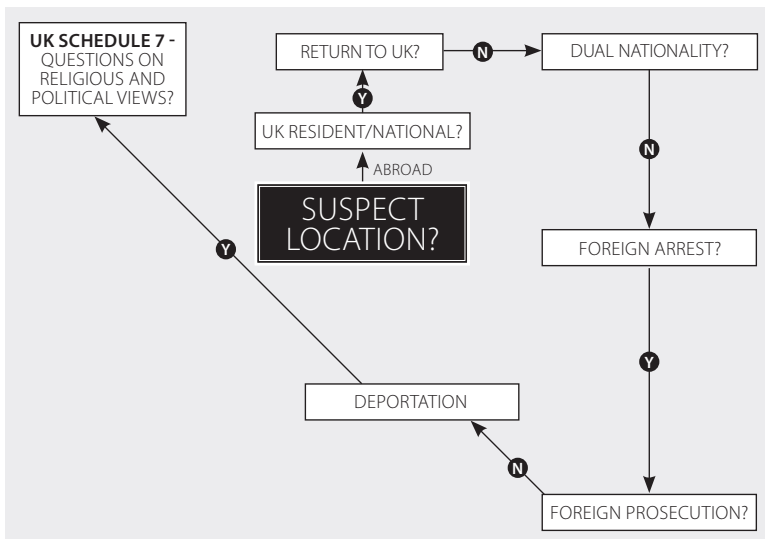 UK SCHEDULE 7 -
QUESTIONS ON
RELIGIOUS AND
POLITICAL VIEWS?
RETURN TO UK?
N
DUAL NATIONALITY?
Y
UK RESIDENT/NATIONAL?
N
ABROAD
SUSPECT
LOCATION?
Y
FOREIGN ARREST?
Y
DEPORTATION
N
FOREIGN PROSECUTION?